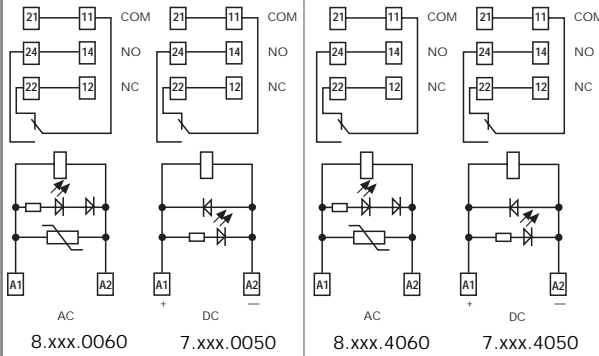 21 11 COM 21 11 COM 21 11 COM 21 11 COM
24 14 NO 24 14 NO 24 14 NO 24 14 NO
22 12 NC 22 12 NC 22 12 NC 22 12 NC
A1 A2 A1 A2 A1 A2 A1 A2
+ — + —
AC DC AC DC
8.xxx.0060 7.xxx.0050 8.xxx.4060 7.xxx.4050